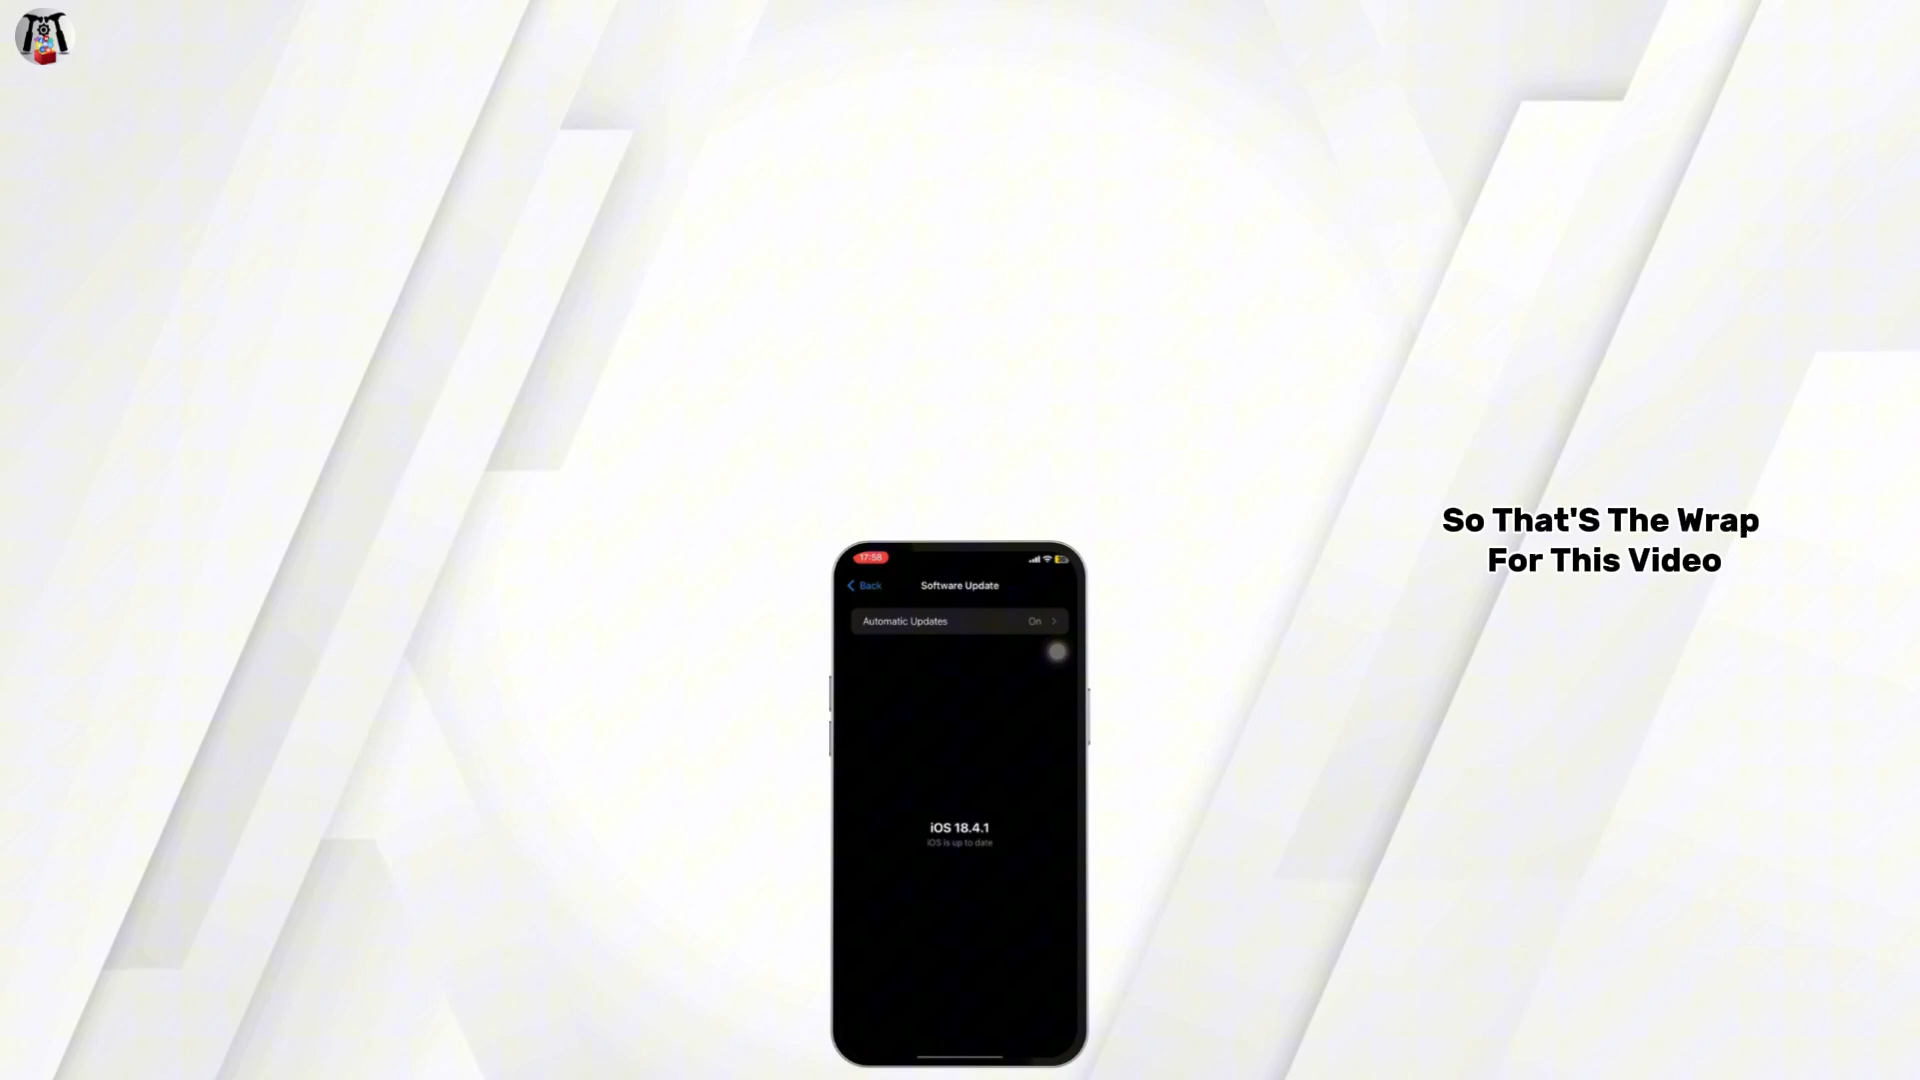 17:58
Back
Software Update
Automatic Updates On
iOS 18.4.1
iOS is up to date
So That'S The Wrap
For This Video